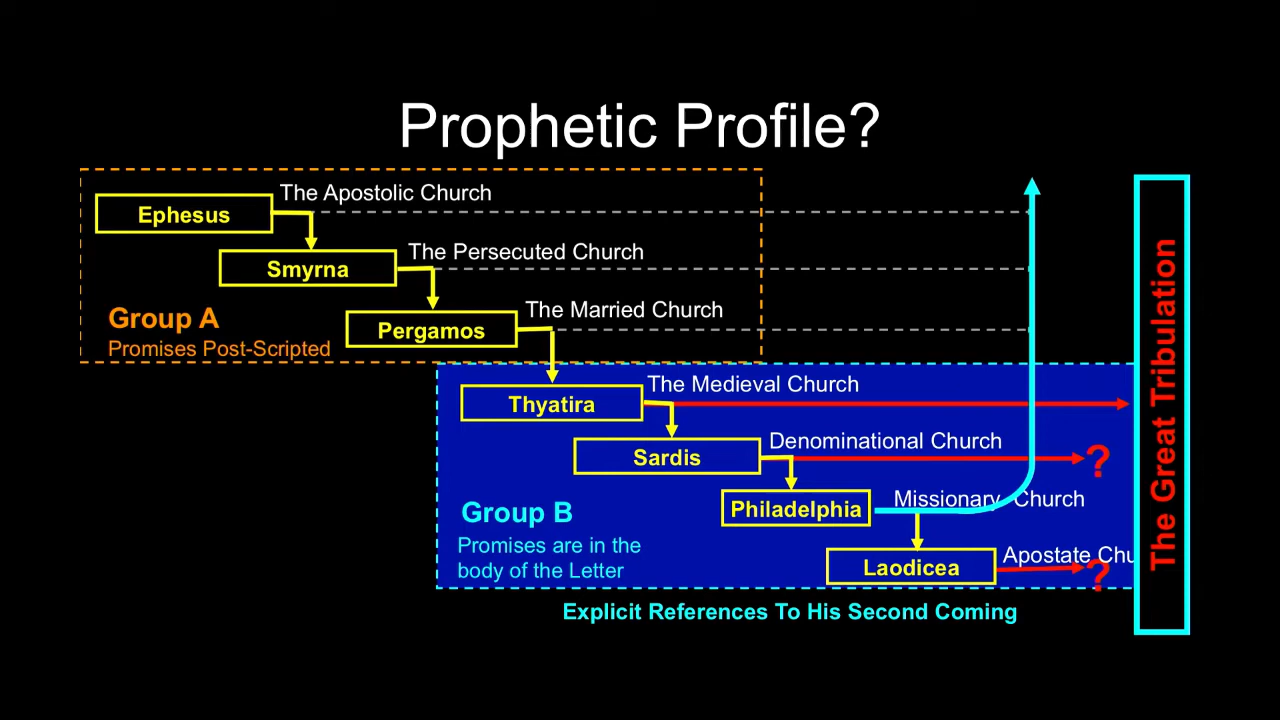 Prophetic Profile?
The Apostolic Church
Ephesus
The Persecuted Church
Smyrna
The Married Church
Pergamos
Group A
Promises Post-Scripted
The Medieval Church
Thyatira
Denominational Church
Sardis
?
Missionary Church
Philadelphia
Group B
Promises are in the
body of the Letter
Apostate Chu
Laodicea
?
Explicit References To His Second Coming
The Great Tribulation